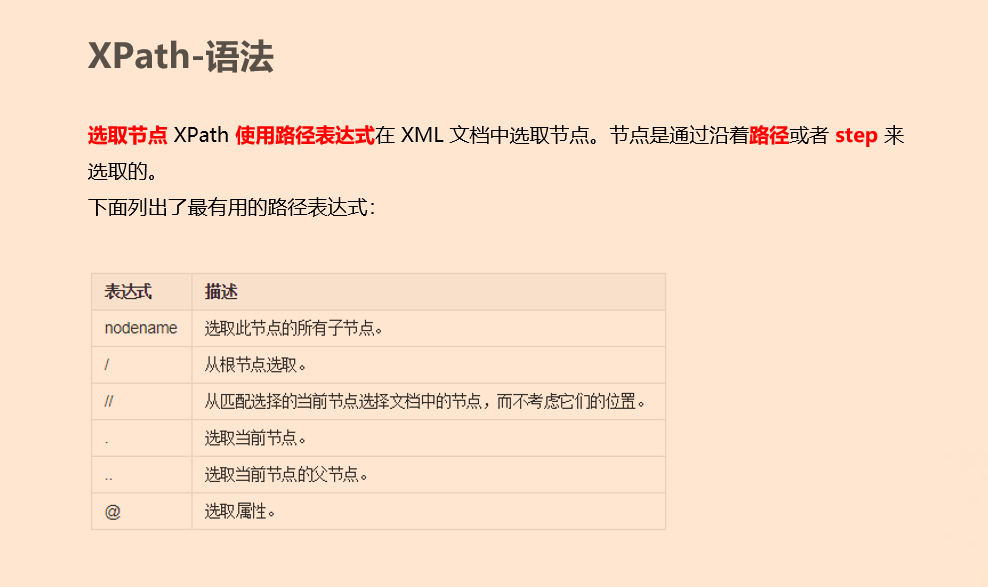 XPath-语法
选取节点 XPath 使用路径表达式在 XML 文档中选取节点。节点是通过沿着路径或者 step 来
选取的。
下面列出了最有用的路径表达式：
表达式 描述
nodename 选取此节点的所有子节点。
/ 从根节点选取。
// 从匹配选择的当前节点选择文档中的节点，而不考虑它们的位置。
. 选取当前节点。
.. 选取当前节点的父节点。
@ 选取属性。